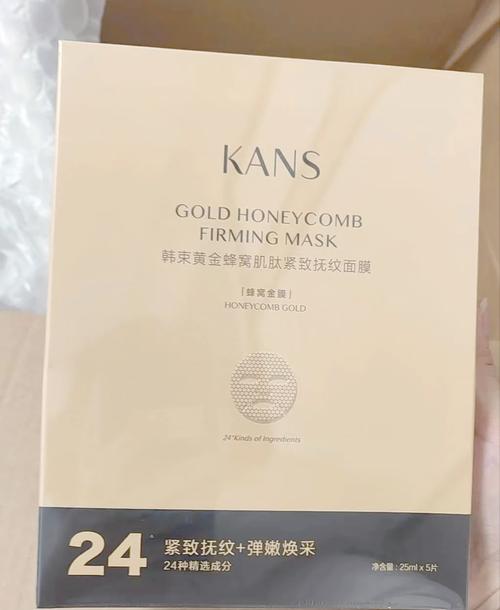 KANS
GOLD HONEYCOMB
FIRMING MASK
韩束黄金蜂窝肌肽紧致抚纹面膜
「蜂窝金膜」
HONEYCOMB GOLD
24*Kinds of Ingredients
24 紧致抚纹+弹嫩焕采
24种精选成分
净含量:25ml x 5片